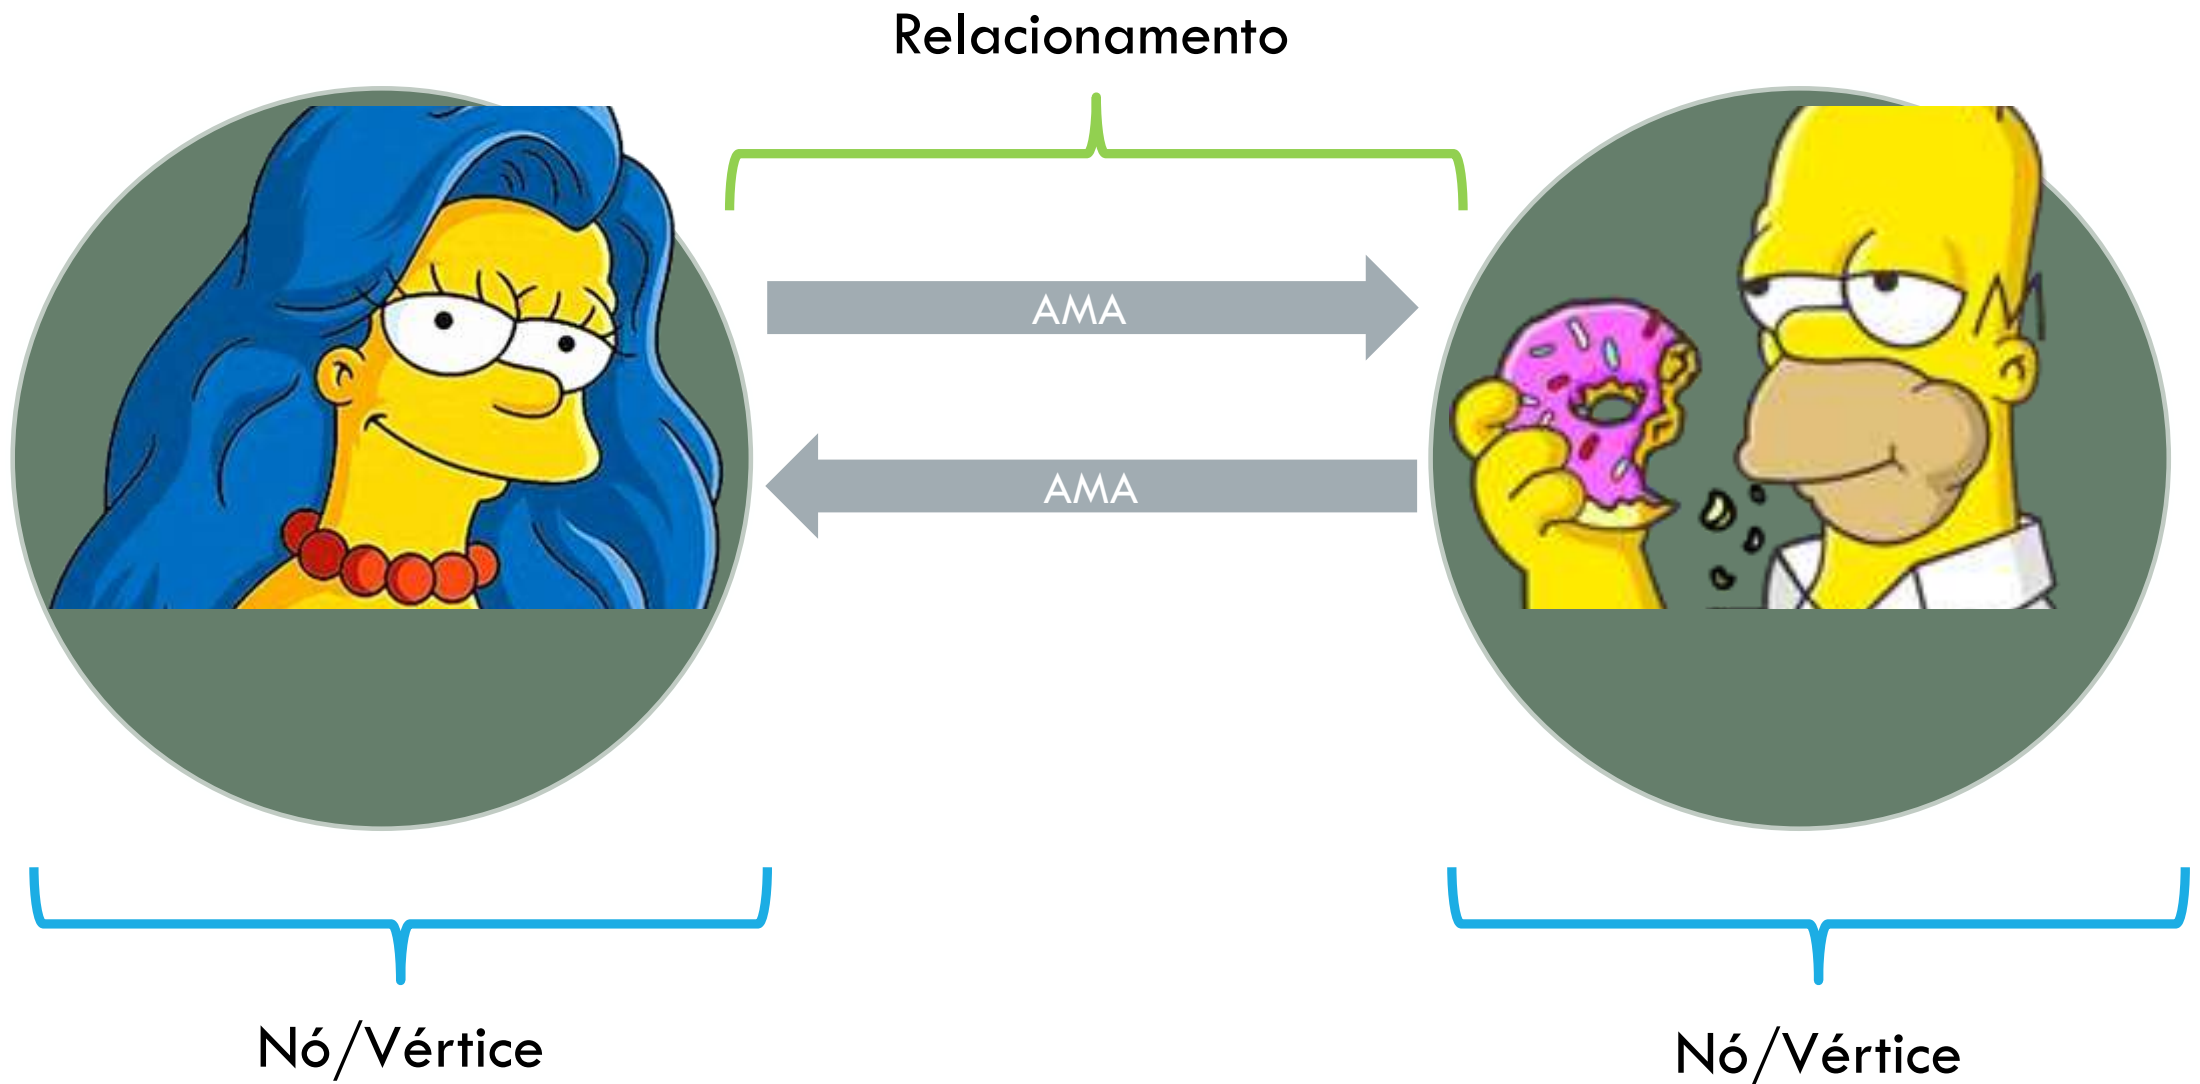 Relacionamento
AMA
AMA
Nó/Vértice
Nó/Vértice